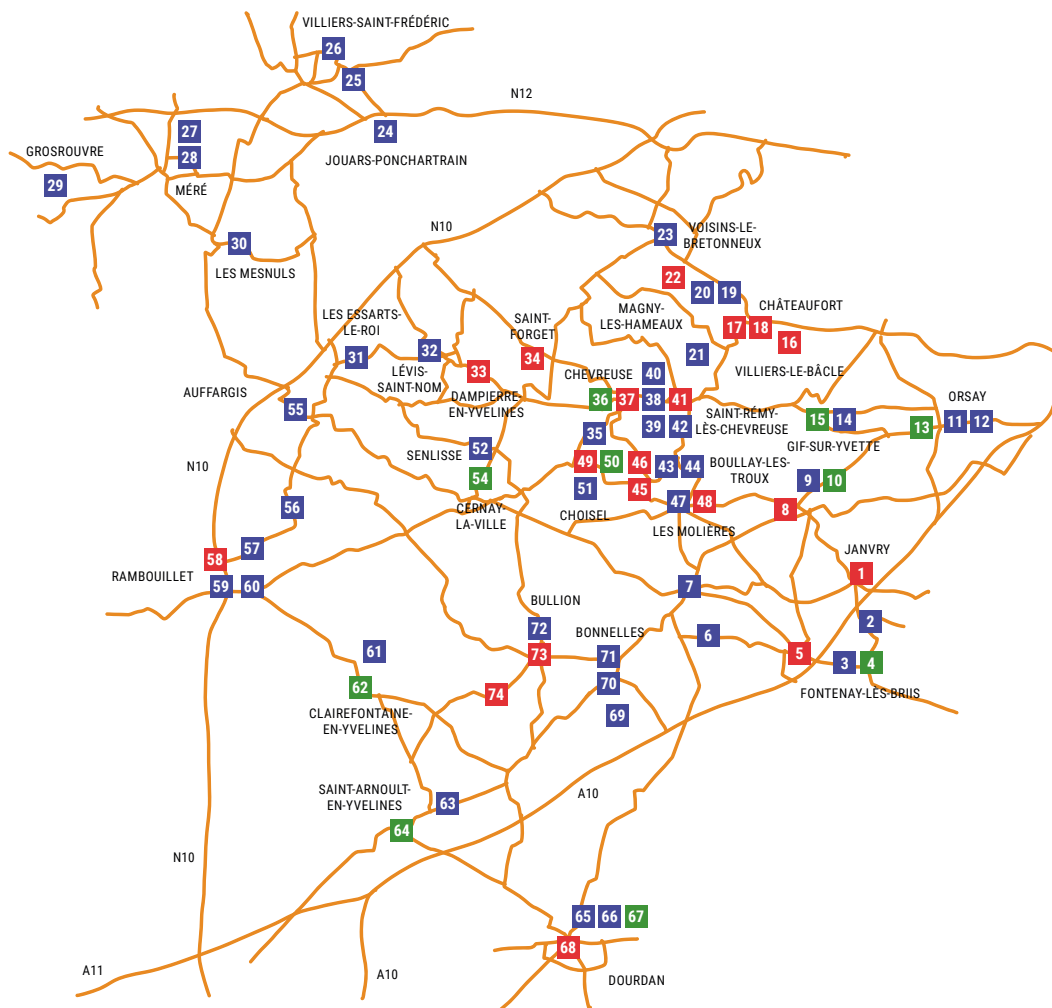 VILLIERS-SAINT-FRÉDÉRIC
26
25
N12
24
JOUARS-PONCHARTRAIN
27
28
MÉRÉ
GROSROUVRE
29
30
LES MESNULS
N10
23
VOISINS-LE-
BRETONNEUX
22
20
19
MAGNY-
LES-HAMEAUX
CHÂTEAUFORT
17
18
16
21
VILLIERS-LE-BÂCLE
LES ESSARTS-
LE-ROI
31
32
LÉVIS-
SAINT-NOM
33
DAMPIERRE-
EN-YVELINES
SAINT-
FORGET
34
CHEVREUSE
40
36
37
38
41
39
42
SAINT-RÉMY-
LÈS-CHEVREUSE
35
15
14
GIF-SUR-YVETTE
13
ORSAY
11
12
AUFFARGIS
55
SENLISSE
52
54
CERNAY-
LA-VILLE
49
50
46
43
44
51
45
CHOISEL
BOULLAY-LES-
TROUX
47
48
LES MOLIÈRES
9
10
8
N10
56
57
58
RAMBOUILLET
59
60
JANVRY
1
2
7
6
5
3
4
FONTENAY-LÈS-BRIIS
BULLION
72
73
74
BONNELLES
71
70
69
61
62
CLAIREFONTAINE-
EN-YVELINES
SAINT-ARNOULT-
EN-YVELINES
63
64
A10
N10
65
66
67
68
DOURDAN
A11
A10